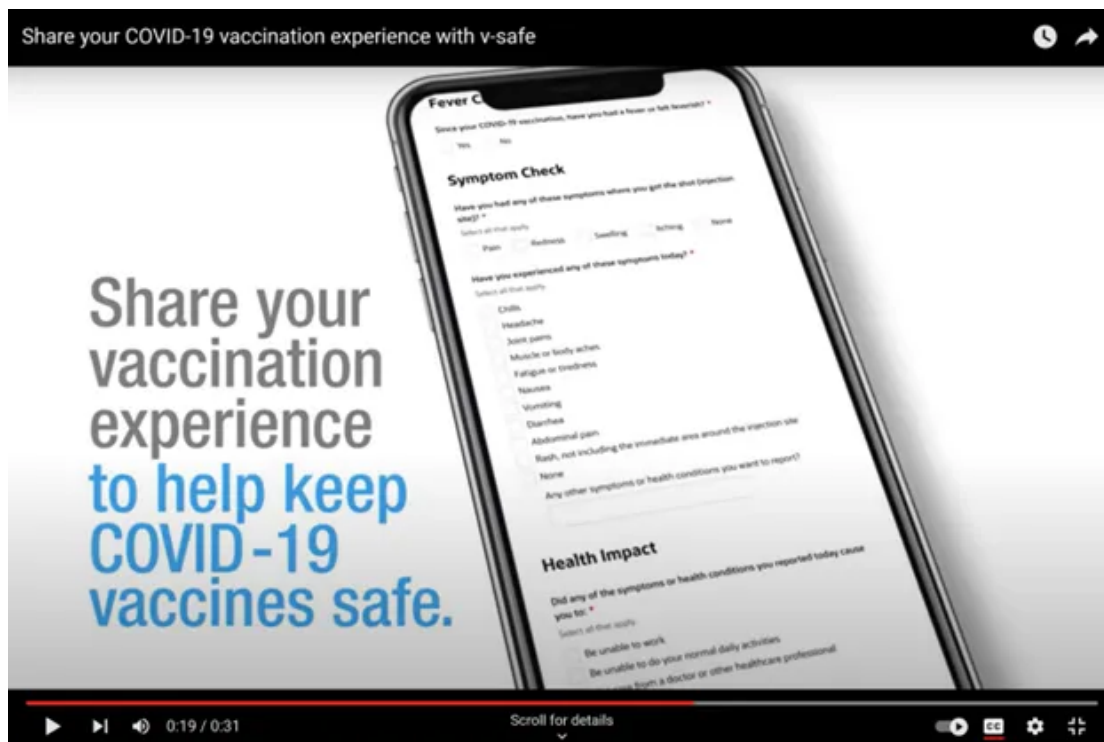 Share your COVID-19 vaccination experience with v-safe
Share your
vaccination
experience
to help keep
COVID-19
vaccines safe.
Fever C
Since your COVID-19 vaccination, have you had a fever or felt feverish? *
Yes No
Symptom Check
Have you had any of these symptoms where you got the shot (injection
site)? *
Select all that apply
Pain Redness Swelling Itching None
Have you experienced any of these symptoms today? *
Select all that apply
Chills
Headache
Joint pains
Muscle or body aches
Fatigue or tiredness
Nausea
Vomiting
Diarrhea
Abdominal pain
Rash, not including the immediate area around the injection site
None
Any other symptoms or health conditions you want to report?
Health Impact
Did any of the symptoms or health conditions you reported today cause
you to: *
Select all that apply
Be unable to work
Be unable to do your normal daily activities
from a doctor or other healthcare professional
0:19 / 0:31
Scroll for details
CC